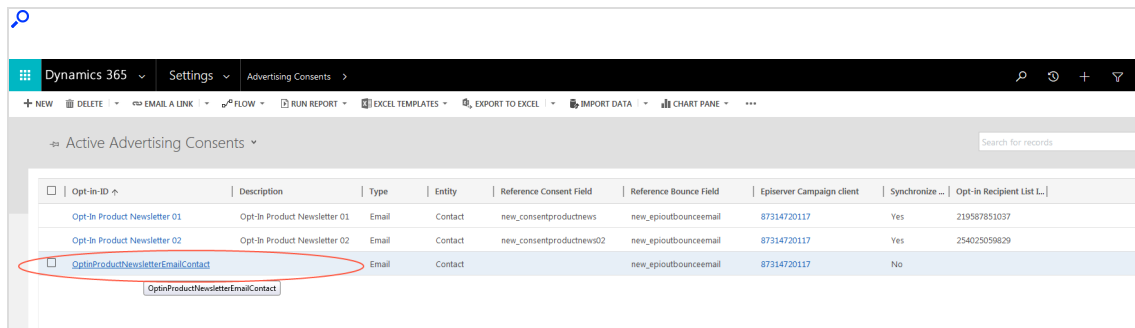 Dynamics 365 Settings Advertising Consents >
+ NEW DELETE EMAIL A LINK FLOW RUN REPORT EXCEL TEMPLATES EXPORT TO EXCEL IMPORT DATA CHART PANE ...
Active Advertising Consents
Search for records
Opt-in-ID ↑ Description Type Entity Reference Consent Field Reference Bounce Field Episerver Campaign client Synchronize ... Opt-in Recipient List I...
Opt-In Product Newsletter 01 Opt-In Product Newsletter 01 Email Contact new_consentproductnews new_epioutbounceemail 87314720117 Yes 219587851037
Opt-In Product Newsletter 02 Opt-In Product Newsletter 02 Email Contact new_consentproductnews02 new_epioutbounceemail 87314720117 Yes 254025059829
OptinProductNewsletterEmailContact Email Contact new_epioutbounceemail 87314720117 No
OptinProductNewsletterEmailContact